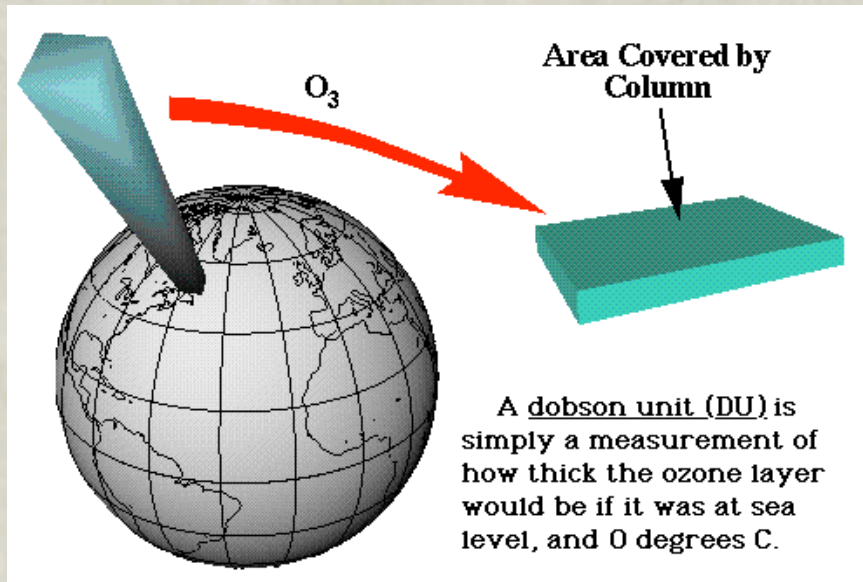 O3
Area Covered by
Column
A dobson unit (DU) is
simply a measurement of
how thick the ozone layer
would be if it was at sea
level, and 0 degrees C.